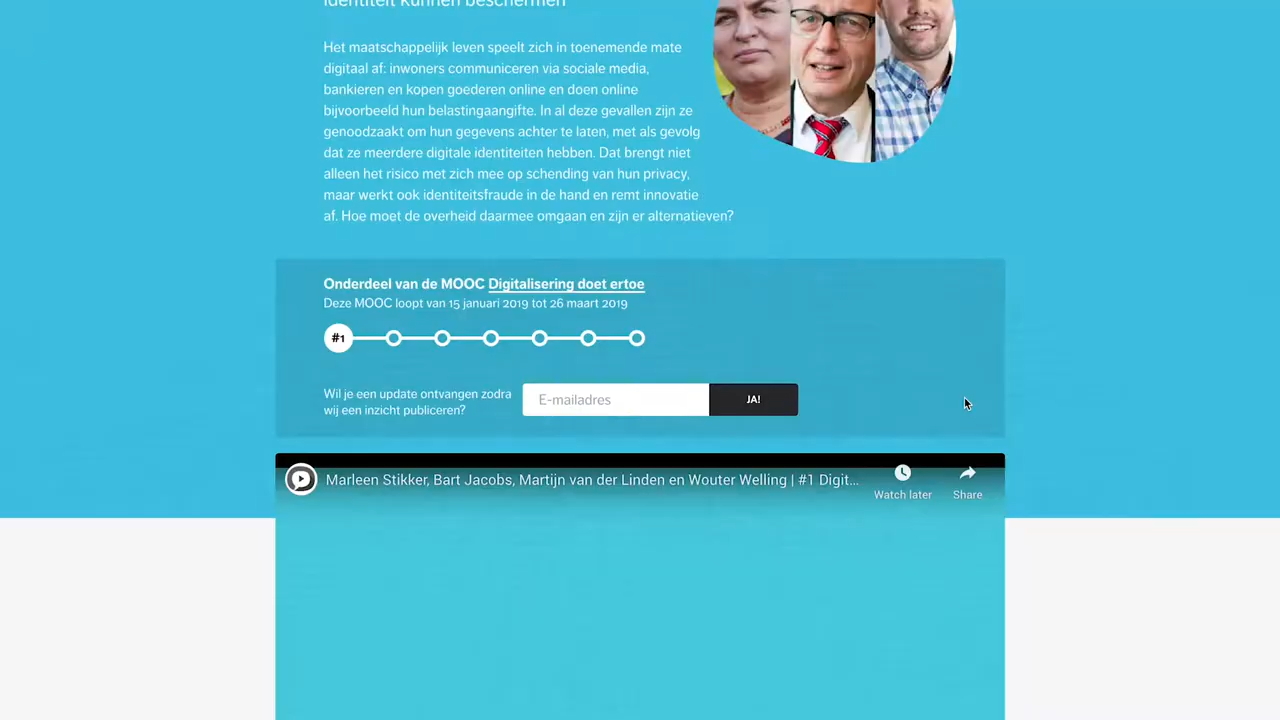 identiteit kunnen beschermen
Het maatschappelijk leven speelt zich in toenemende mate
digitaal af: inwoners communiceren via sociale media,
bankieren en kopen goederen online en doen online
bijvoorbeeld hun belastingaangifte. In al deze gevallen zijn ze
genoodzaakt om hun gegevens achter te laten, met als gevolg
dat ze meerdere digitale identiteiten hebben. Dat brengt niet
alleen het risico met zich mee op schending van hun privacy,
maar werkt ook identiteitsfraude in de hand en remt innovatie
af. Hoe moet de overheid daarmee omgaan en zijn er alternatieven?
Onderdeel van de MOOC Digitalisering doet ertoe
Deze MOOC loopt van 15 januari 2019 tot 26 maart 2019
#1
Wil je een update ontvangen zodra
wij een inzicht publiceren?
E-mailadres
JA!
Marleen Stikker, Bart Jacobs, Martijn van der Linden en Wouter Welling | #1 Digit...
Watch later
Share